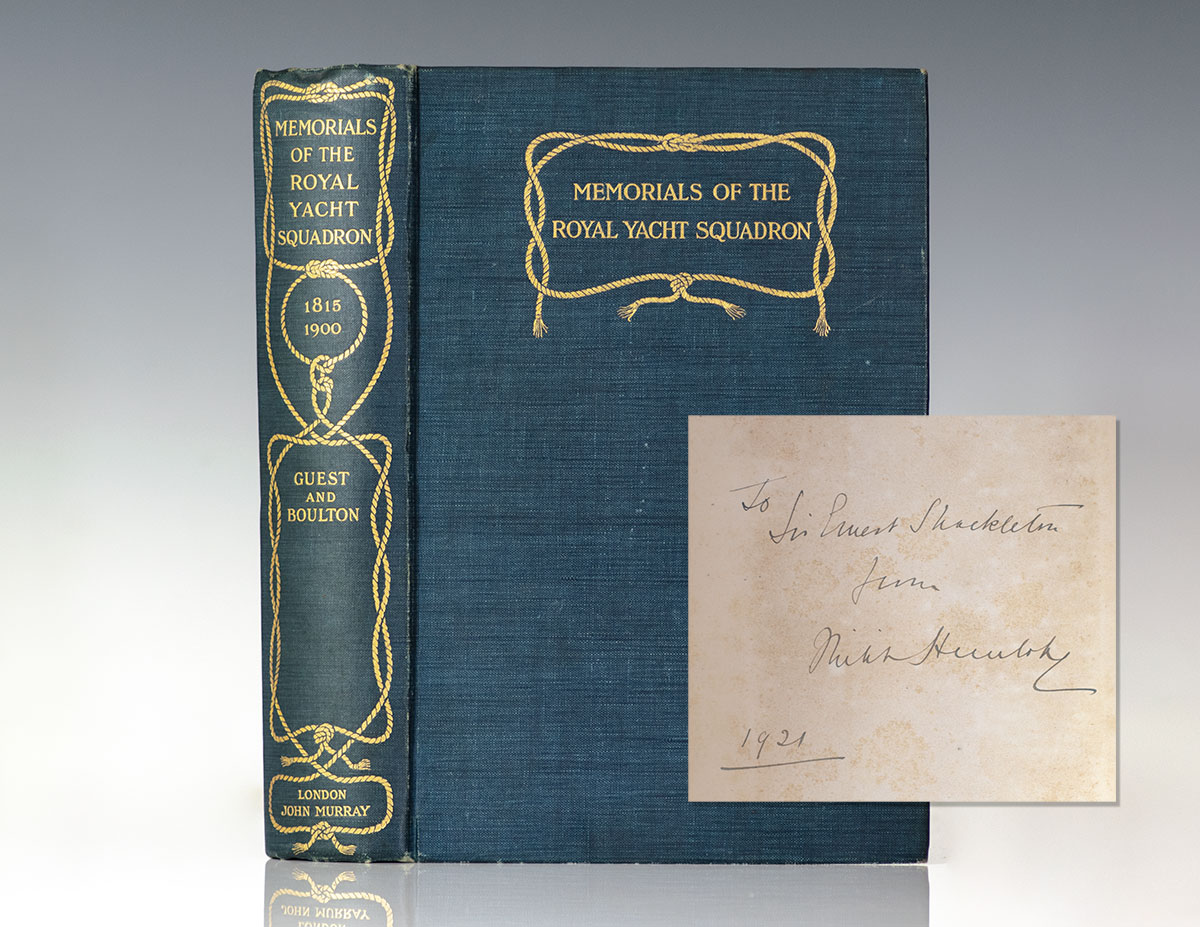 MEMORIALS
OF THE
ROYAL
YACHT
SQUADRON
1815
1900
GUEST
AND
BOULTON
LONDON
JOHN MURRAY
MEMORIALS OF THE
ROYAL YACHT SQUADRON
To
Sir Ernest Shackleton
from
1921